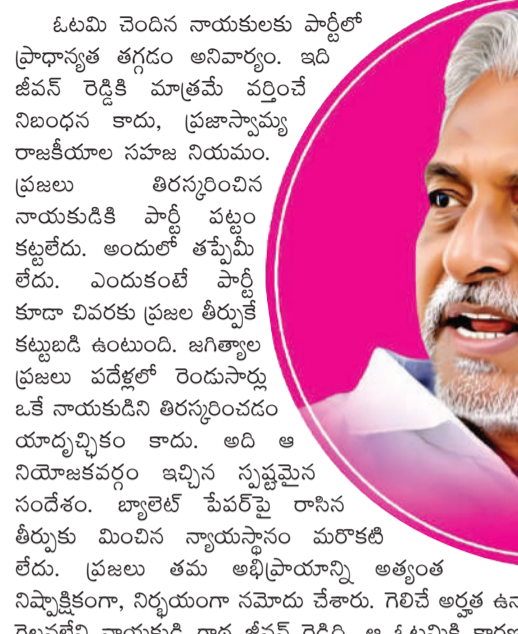 ఓటమి చెందిన నాయకులకు పార్టీలో
ప్రాధాన్యత తగ్గడం అనివార్యం. ఇది
జీవన్ రెడ్డికి మాత్రమే వర్తించే
నిబంధన కాదు, ప్రజాస్వామ్య
రాజకీయాల సహజ నియమం.
ప్రజలు తిరస్కరించిన
నాయకుడికి పార్టీ పట్టం
కట్టలేదు. అందులో తప్పేమీ
లేదు. ఎందుకంటే పార్టీ
కూడా చివరకు ప్రజల తీర్పుకే
కట్టుబడి ఉంటుంది. జగిత్యాల
ప్రజలు పదేళ్లలో రెండుసార్లు
ఒకే నాయకుడిని తిరస్కరించడం
యాదృచ్ఛికం కాదు. అది ఆ
నియోజకవర్గం ఇచ్చిన స్పష్టమైన
సందేశం. బ్యాలెట్ పేపర్‌పై రాసిన
తీర్పుకు మించిన న్యాయస్థానం మరొకటి
లేదు. ప్రజలు తమ అభిప్రాయాన్ని అత్యంత
నిష్పాక్షికంగా, నిర్భయంగా నమోదు చేశారు. గెలిచే అర్హత